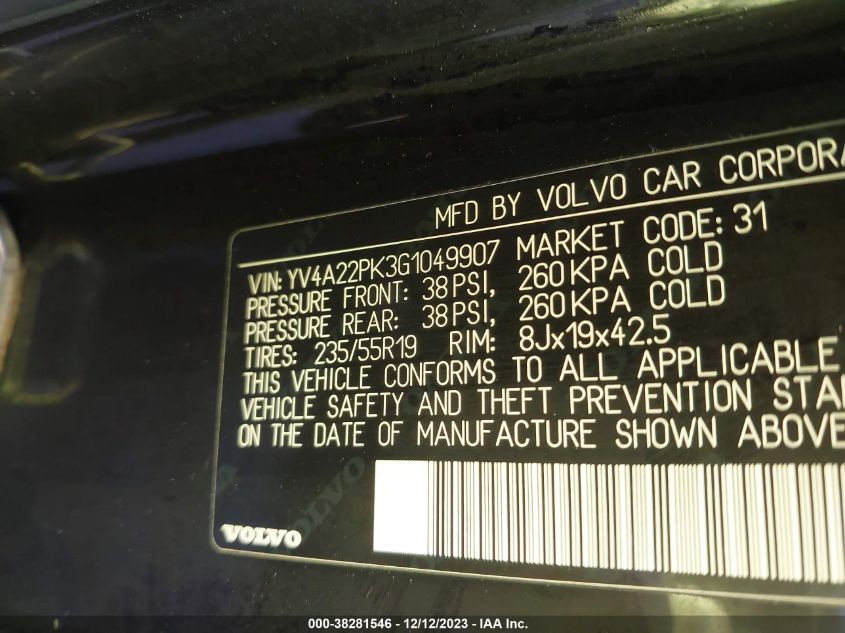 MFD BY VOLVO CAR
VIN: YV4A22PK3G1049907 MARKET CODE: 31
PRESSURE FRONT: 38 PSI, 260 KPA COLD
PRESSURE REAR: 38 PSI, 260 KPA COLD
TIRES: 235/55R19 RIM: 8Jx19x42.5
THIS VEHICLE CONFORMS TO ALL APPLICABLE
VEHICLE SAFETY AND THEFT PREVENTION
ON THE DATE OF MANUFACTURE SHOWN ABOVE
VOLVO
000-38281546 – 12/12/2023 – IAA Inc.